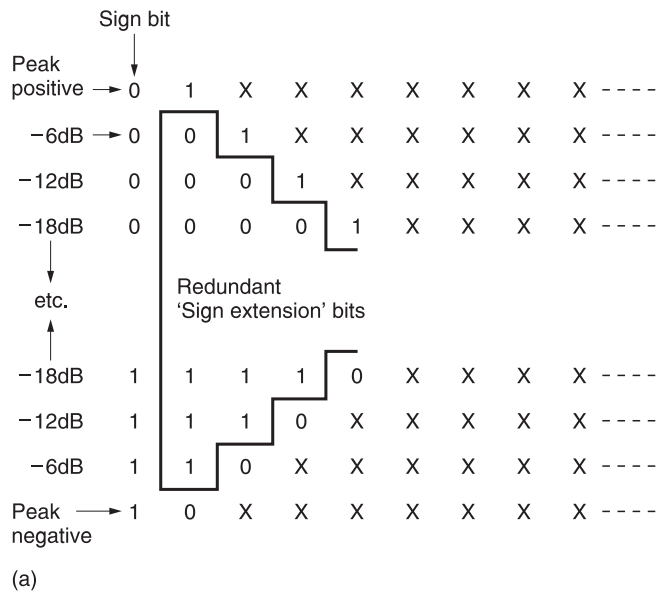 Sign bit
Peak
positive 0 1 X X X X X X X ----
−6dB 0 0 1 X X X X X X ----
−12dB 0 0 0 1 X X X X X ----
−18dB 0 0 0 0 1 X X X X ----
etc.
Redundant
‘Sign extension’ bits
−18dB 1 1 1 1 0 X X X X ----
−12dB 1 1 1 0 X X X X X ----
−6dB 1 1 0 X X X X X X ----
Peak 1 0 X X X X X X X ----
negative
(a)